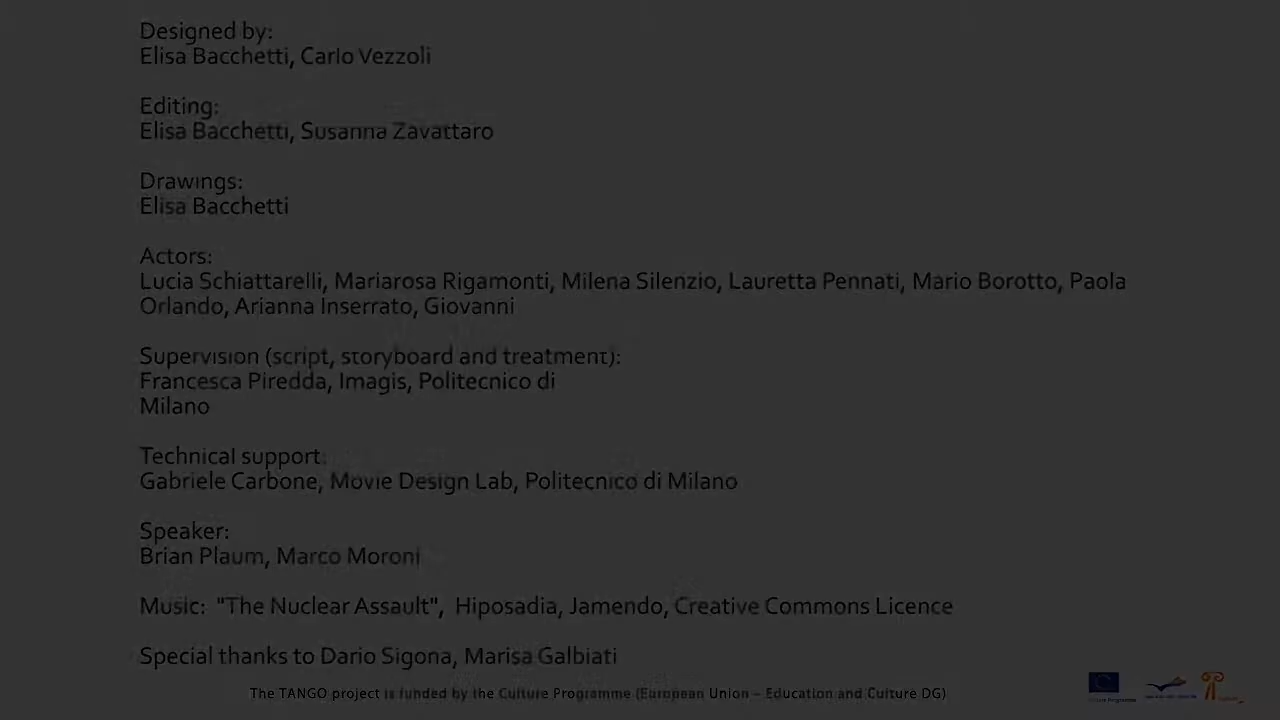 Designed by:
Elisa Bacchetti, Carlo Vezzoli
Editing:
Elisa Bacchetti, Susanna Zavattaro
Drawings:
Elisa Bacchetti
Actors:
Lucia Schiattarelli, Mariarosa Rigamonti, Milena Silenzio, Lauretta Pennati, Mario Borotto, Paola
Orlando, Arianna Inserrato, Giovanni
Supervision (script, storyboard and treatment):
Francesca Piredda, Imagis, Politecnico di
Milano
Technical support:
Gabriele Carbone, Movie Design Lab, Politecnico di Milano
Speaker:
Brian Plaum, Marco Moroni
Music:  "The Nuclear Assault",  Hiposadia, Jamendo, Creative Commons Licence
Special thanks to Dario Sigona, Marisa Galbiati
The TANGO project is funded by the Culture Programme (European Union – Education and Culture DG)
Culture Programme